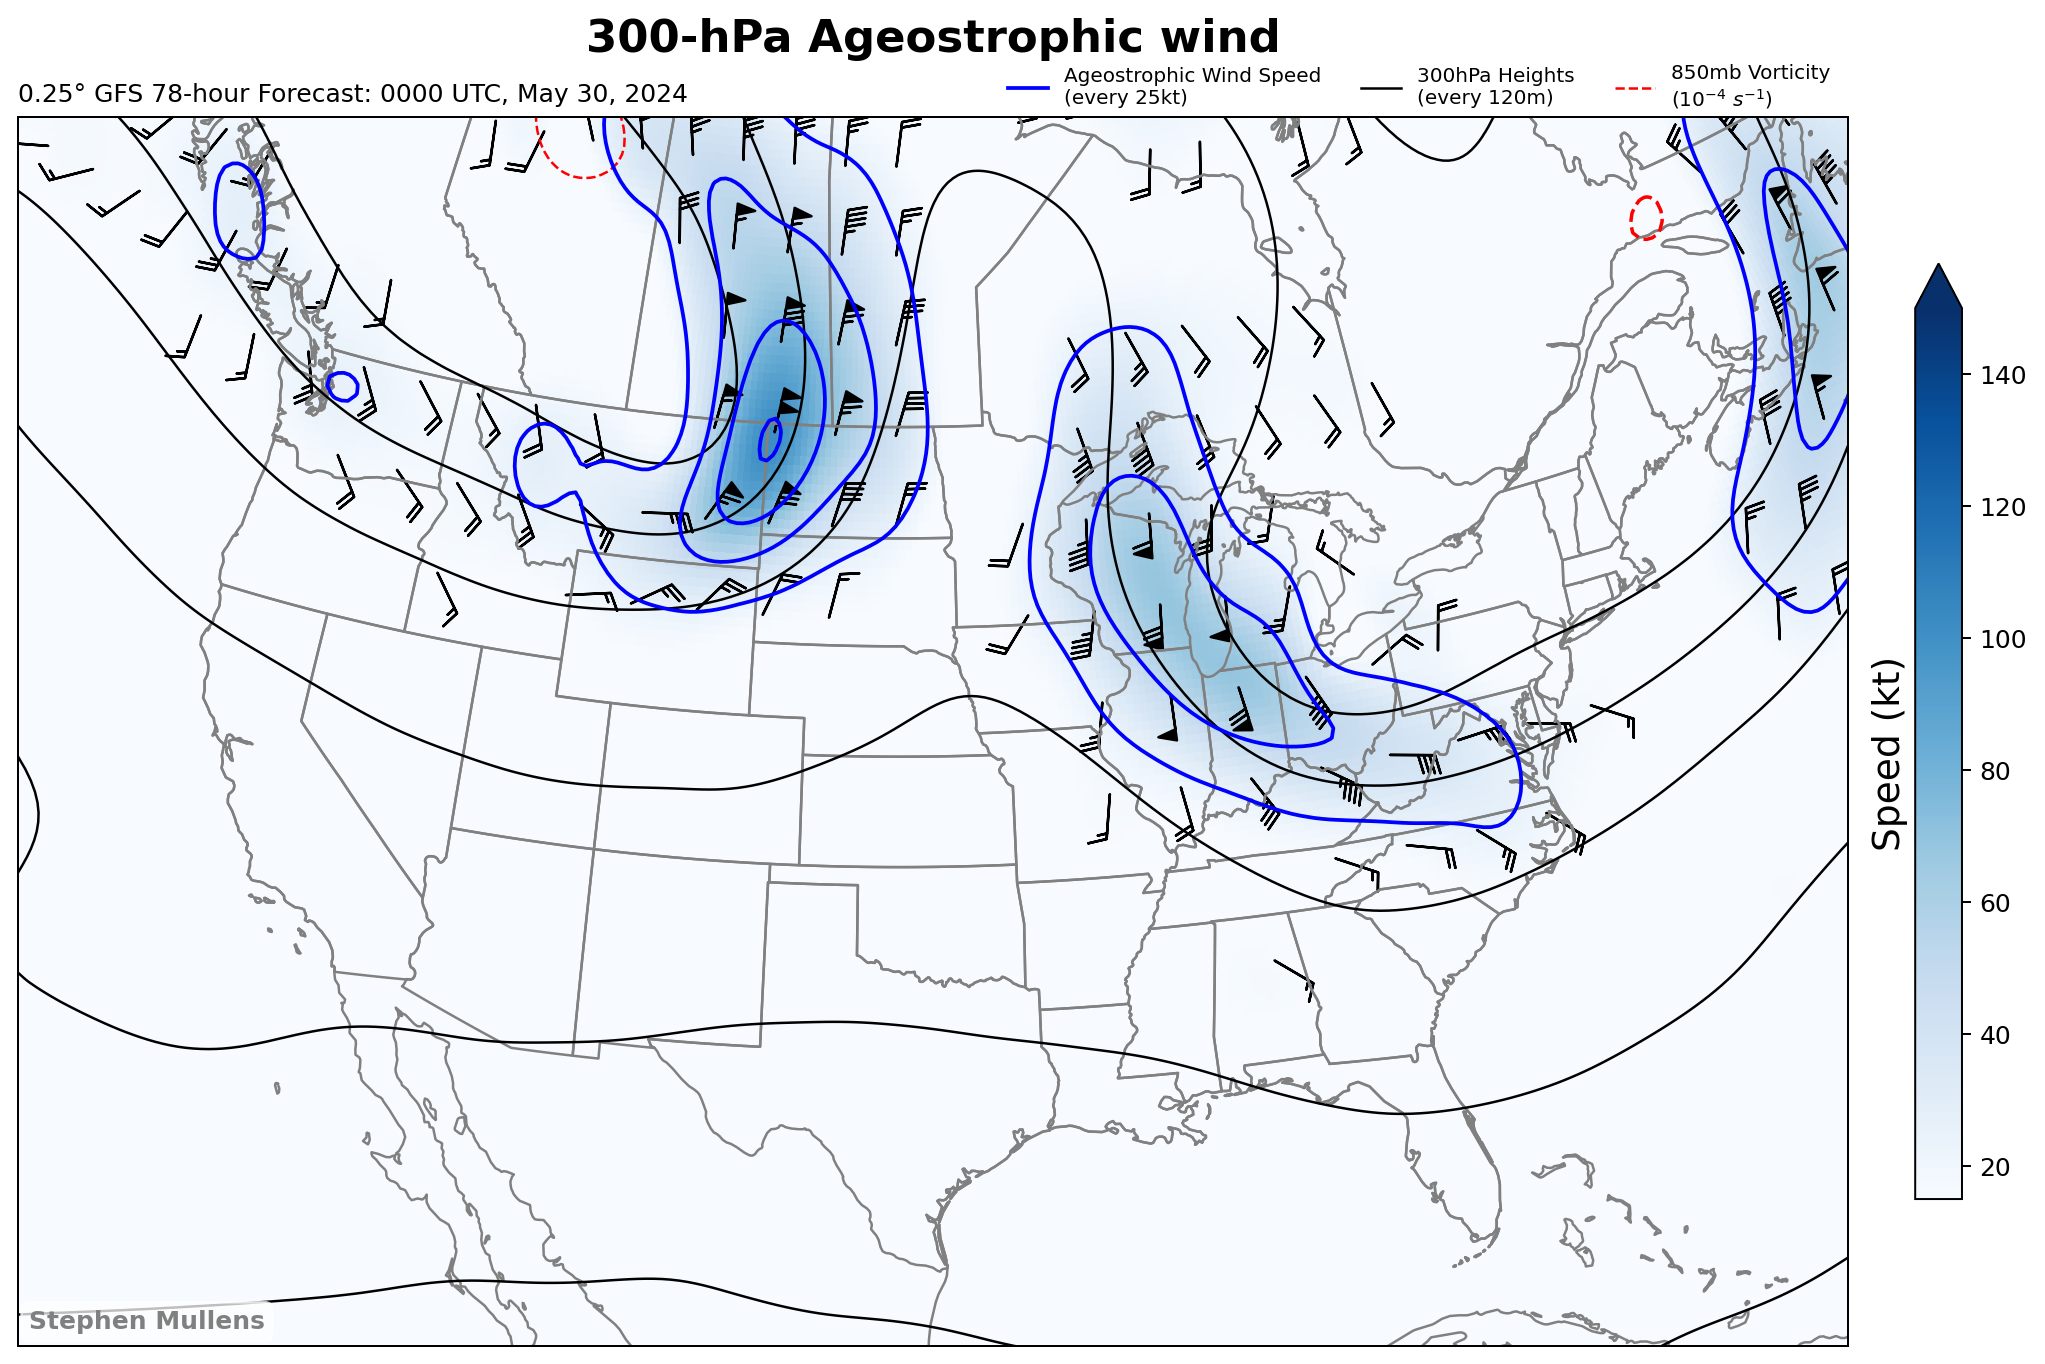 300-hPa Ageostrophic wind
0.25° GFS 78-hour Forecast: 0000 UTC, May 30, 2024
Ageostrophic Wind Speed
(every 25kt)
300hPa Heights
(every 120m)
850mb Vorticity
(10⁻⁴ s⁻¹)
140
120
100
80
60
40
20
Speed (kt)
Stephen Mullens